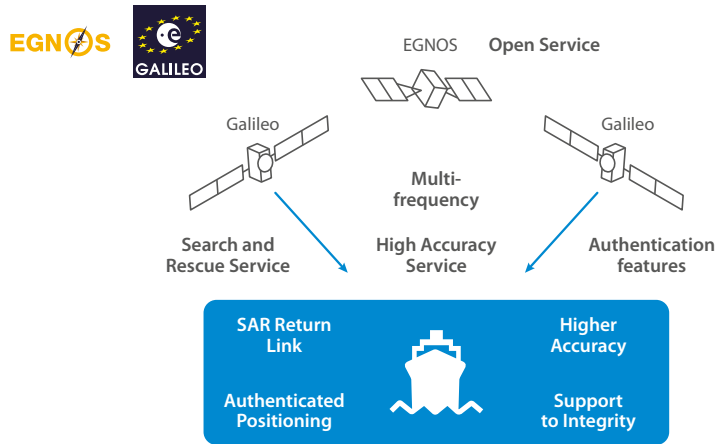 EGNOS
GALILEO
EGNOS Open Service
Galileo
Galileo
Multi-
frequency
Search and
Rescue Service
High Accuracy
Service
Authentication
features
SAR Return
Link
Higher
Accuracy
Authenticated
Positioning
Support
to Integrity